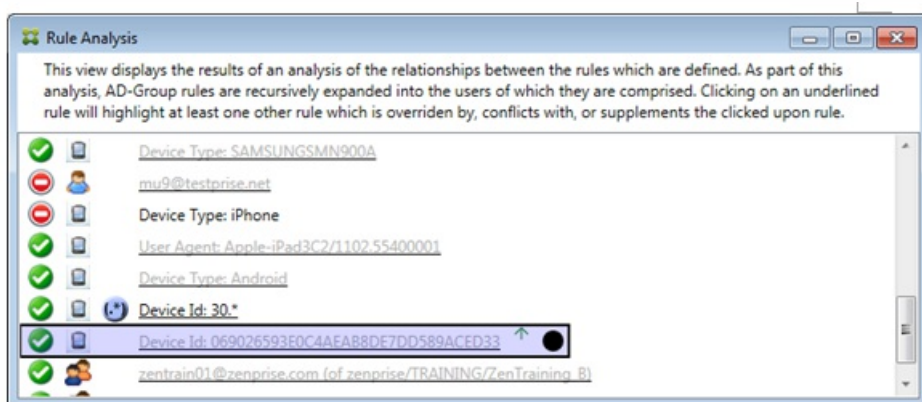 Rule Analysis
This view displays the results of an analysis of the relationships between the rules which are defined. As part of this
analysis, AD-Group rules are recursively expanded into the users of which they are comprised. Clicking on an underlined
rule will highlight at least one other rule which is overriden by, conflicts with, or supplements the clicked upon rule.
Device Type: SAMSUNGSMN900A
mu9@testprise.net
Device Type: iPhone
User Agent: Apple-iPad3C2/1102.55400001
Device Type: Android
(.*) Device Id: 30.*
Device Id: 069026593E0C4AEAB8DE7DD589ACED33
zentrain01@zenprise.com (of zenprise/TRAINING/ZenTraining_B)